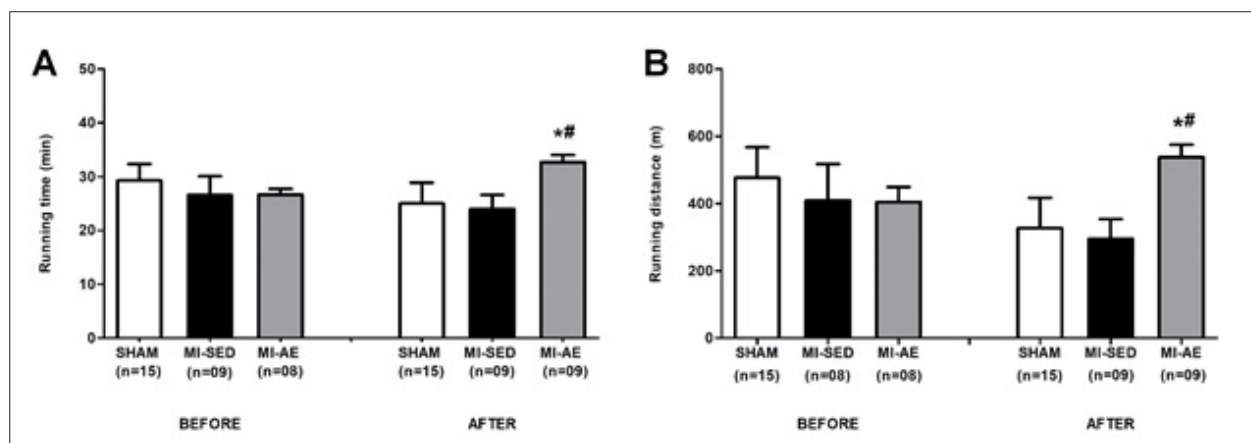 A
B
Running time (min)
50
40
30
20
10
0
*#
SHAM MI-SED MI-AE SHAM MI-SED MI-AE
(n=15) (n=09) (n=08) (n=15) (n=09) (n=09)
BEFORE AFTER
Running distance (m)
800
600
400
200
0
*#
SHAM MI-SED MI-AE SHAM MI-SED MI-AE
(n=15) (n=08) (n=08) (n=15) (n=09) (n=09)
BEFORE AFTER